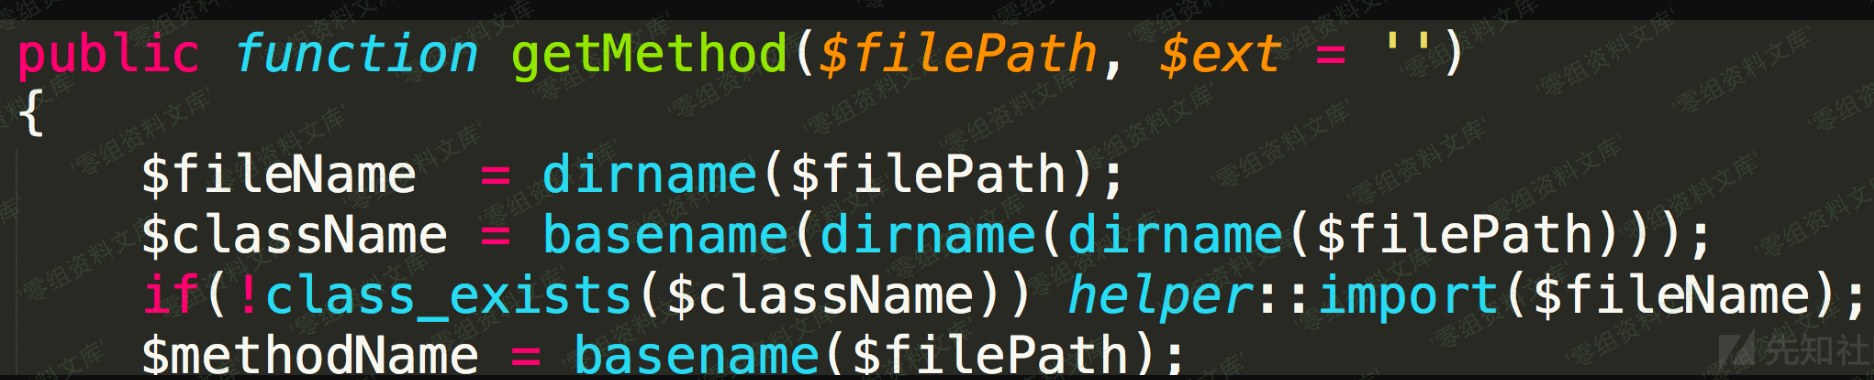 public function getMethod($filePath, $ext = '')
{
$fileName = dirname($filePath);
$className = basename(dirname(dirname($filePath)));
if(!class_exists($className)) helper::import($fileName);
$methodName = basename($filePath);
'零组资料文库'
先知社